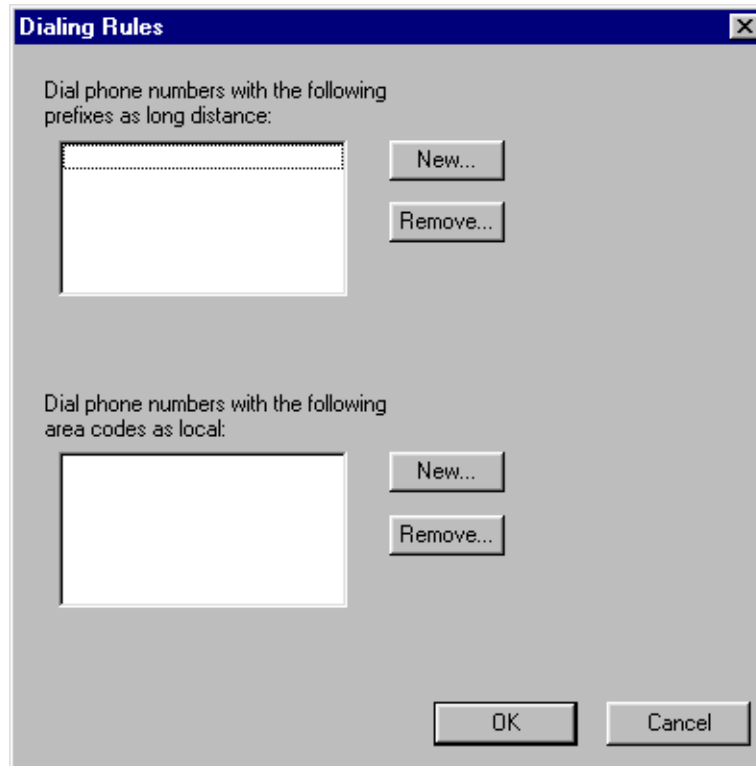 Dialing Rules
Dial phone numbers with the following
prefixes as long distance:
New...
Remove...
Dial phone numbers with the following
area codes as local:
New...
Remove...
OK
Cancel